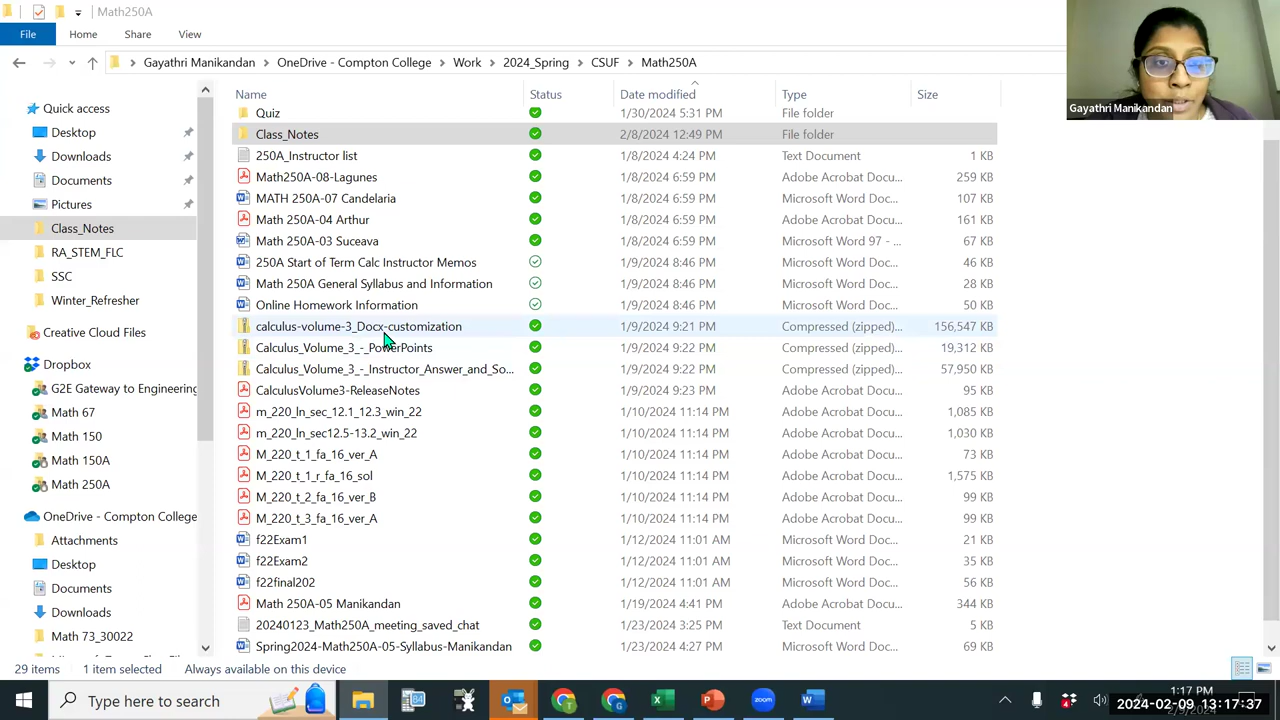 Math250A
File Home Share View
Gayathri Manikandan OneDrive - Compton College Work 2024_Spring CSUF Math250A
Gayathri Manikandan
Name Status Date modified Type Size
Quick access
Desktop
Downloads
Documents
Pictures
Class_Notes
RA_STEM_FLC
SSC
Winter_Refresher
Creative Cloud Files
Dropbox
G2E Gateway to Engineering
Math 67
Math 150
Math 150A
Math 250A
OneDrive - Compton College
Attachments
Desktop
Documents
Downloads
Math 73_30022
Quiz 1/30/2024 5:31 PM File folder
Class_Notes 2/8/2024 12:49 PM File folder
250A_Instructor list 1/8/2024 4:24 PM Text Document 1 KB
Math250A-08-Lagunes 1/8/2024 6:59 PM Adobe Acrobat Docu... 259 KB
MATH 250A-07 Candelaria 1/8/2024 6:59 PM Microsoft Word Doc... 107 KB
Math 250A-04 Arthur 1/8/2024 6:59 PM Adobe Acrobat Docu... 161 KB
Math 250A-03 Suceava 1/8/2024 6:59 PM Microsoft Word 97 - ... 67 KB
250A Start of Term Calc Instructor Memos 1/9/2024 8:46 PM Microsoft Word Doc... 46 KB
Math 250A General Syllabus and Information 1/9/2024 8:46 PM Microsoft Word Doc... 28 KB
Online Homework Information 1/9/2024 8:46 PM Microsoft Word Doc... 50 KB
calculus-volume-3_Docx-customization 1/9/2024 9:21 PM Compressed (zipped)... 156,547 KB
Calculus_Volume_3_-_PowerPoints 1/9/2024 9:22 PM Compressed (zipped)... 19,312 KB
Calculus_Volume_3_-_Instructor_Answer_and_So... 1/9/2024 9:22 PM Compressed (zipped)... 57,950 KB
CalculusVolume3-ReleaseNotes 1/9/2024 9:23 PM Adobe Acrobat Docu... 95 KB
m_220_ln_sec_12.1_12.3_win_22 1/10/2024 11:14 PM Adobe Acrobat Docu... 1,085 KB
m_220_ln_sec12.5-13.2_win_22 1/10/2024 11:14 PM Adobe Acrobat Docu... 1,030 KB
M_220_t_1_fa_16_ver_A 1/10/2024 11:14 PM Adobe Acrobat Docu... 73 KB
M_220_t_1_r_fa_16_sol 1/10/2024 11:14 PM Adobe Acrobat Docu... 1,575 KB
M_220_t_2_fa_16_ver_B 1/10/2024 11:14 PM Adobe Acrobat Docu... 99 KB
M_220_t_3_fa_16_ver_A 1/10/2024 11:14 PM Adobe Acrobat Docu... 99 KB
f22Exam1 1/12/2024 11:01 AM Microsoft Word Doc... 21 KB
f22Exam2 1/12/2024 11:01 AM Microsoft Word Doc... 35 KB
f22final202 1/12/2024 11:01 AM Microsoft Word Doc... 56 KB
Math 250A-05 Manikandan 1/19/2024 4:41 PM Adobe Acrobat Docu... 344 KB
20240123_Math250A_meeting_saved_chat 1/23/2024 3:25 PM Text Document 5 KB
Spring2024-Math250A-05-Syllabus-Manikandan 1/23/2024 4:27 PM Microsoft Word Doc... 69 KB
29 items 1 item selected Always available on this device
Type here to search
1:17 PM
2024-02-09 13:17:37